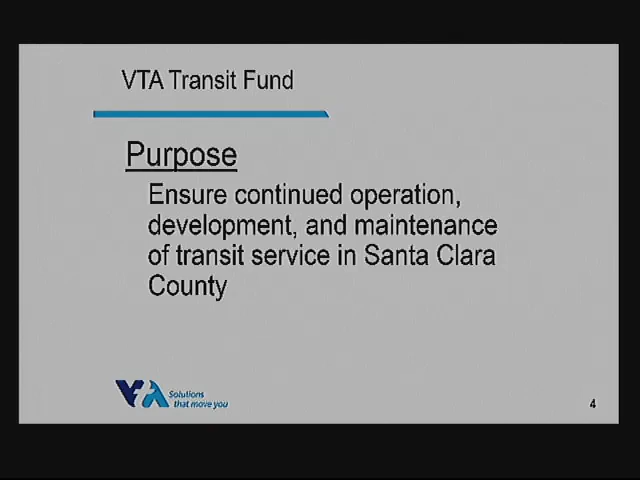 VTA Transit Fund
Purpose
Ensure continued operation,
development, and maintenance
of transit service in Santa Clara
County
VTA Solutions
that move you
4